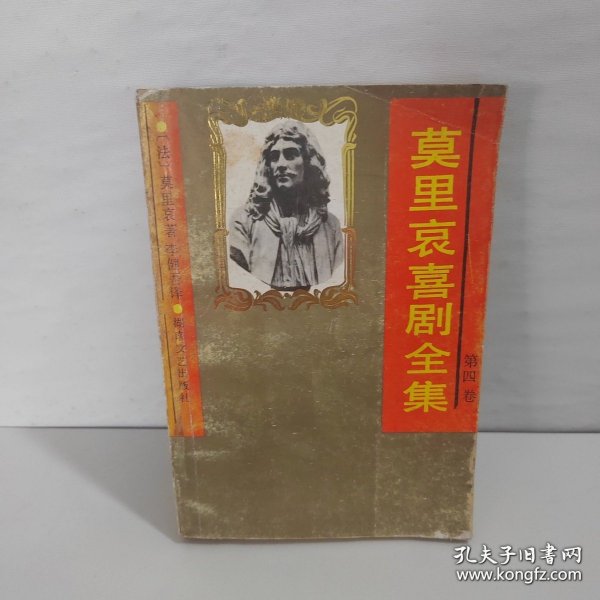 莫里哀喜剧全集
第四卷
[法]莫里哀著 李健吾译
湖南文艺出版社
孔夫子旧书网
www.kongfz.com